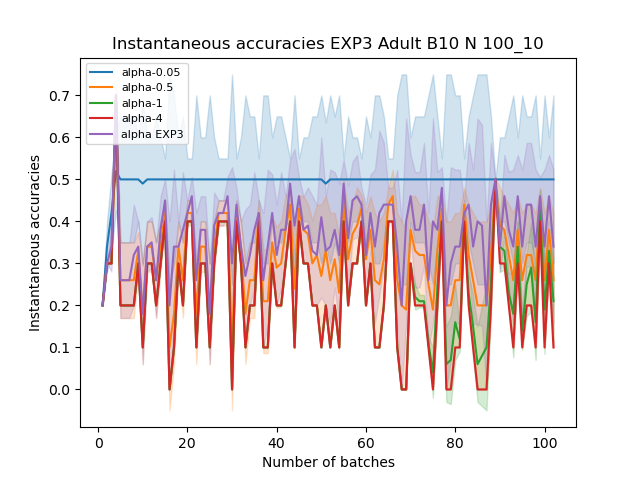 Instantaneous accuracies EXP3 Adult B10 N 100_10
alpha-0.05
alpha-0.5
alpha-1
alpha-4
alpha EXP3
Instantaneous accuracies
0.7
0.6
0.5
0.4
0.3
0.2
0.1
0.0
0 20 40 60 80 100
Number of batches